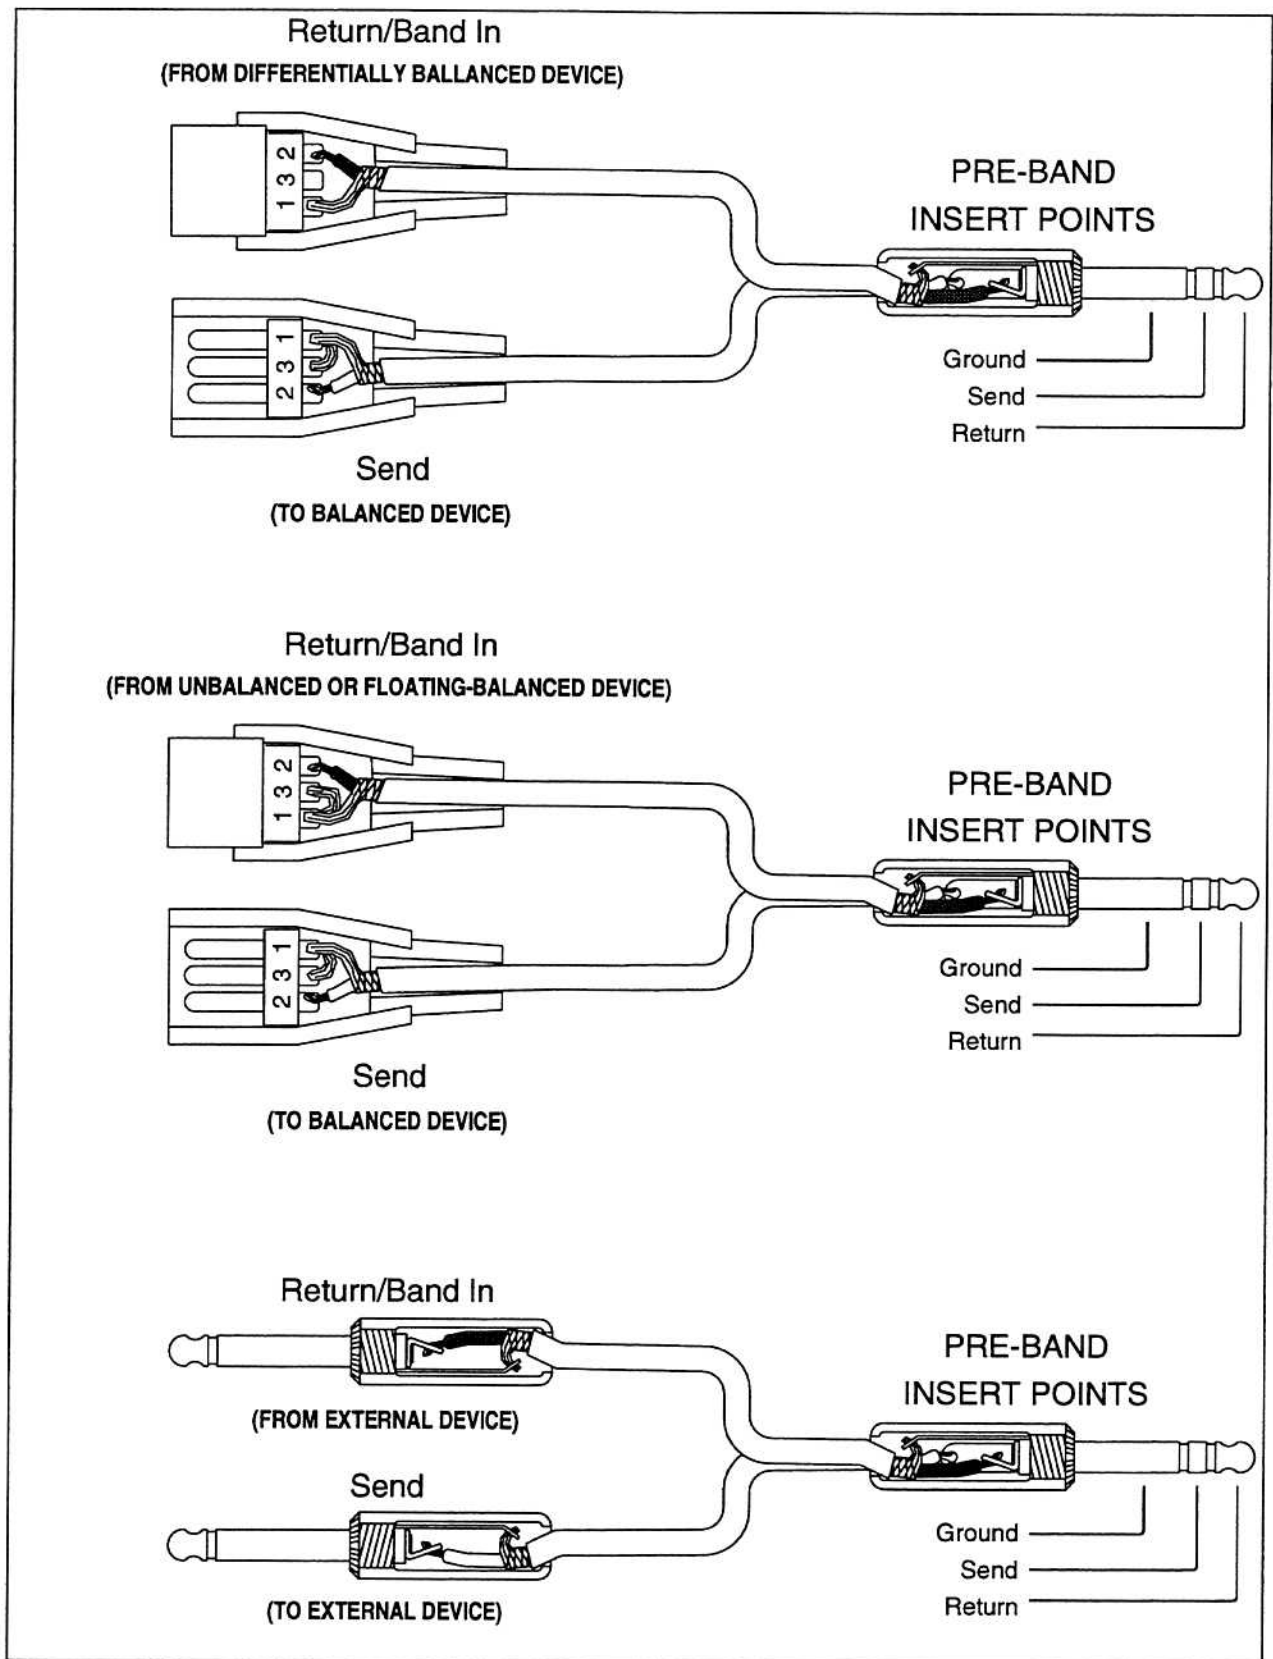 Return/Band In
(FROM DIFFERENTIALLY BALLANCED DEVICE)
2
3
1
PRE-BAND
INSERT POINTS
1
3
2
Ground
Send
Return
Send
(TO BALANCED DEVICE)
Return/Band In
(FROM UNBALANCED OR FLOATING-BALANCED DEVICE)
2
3
1
PRE-BAND
INSERT POINTS
1
3
2
Ground
Send
Return
Send
(TO BALANCED DEVICE)
Return/Band In
(FROM EXTERNAL DEVICE)
PRE-BAND
INSERT POINTS
Send
(TO EXTERNAL DEVICE)
Ground
Send
Return